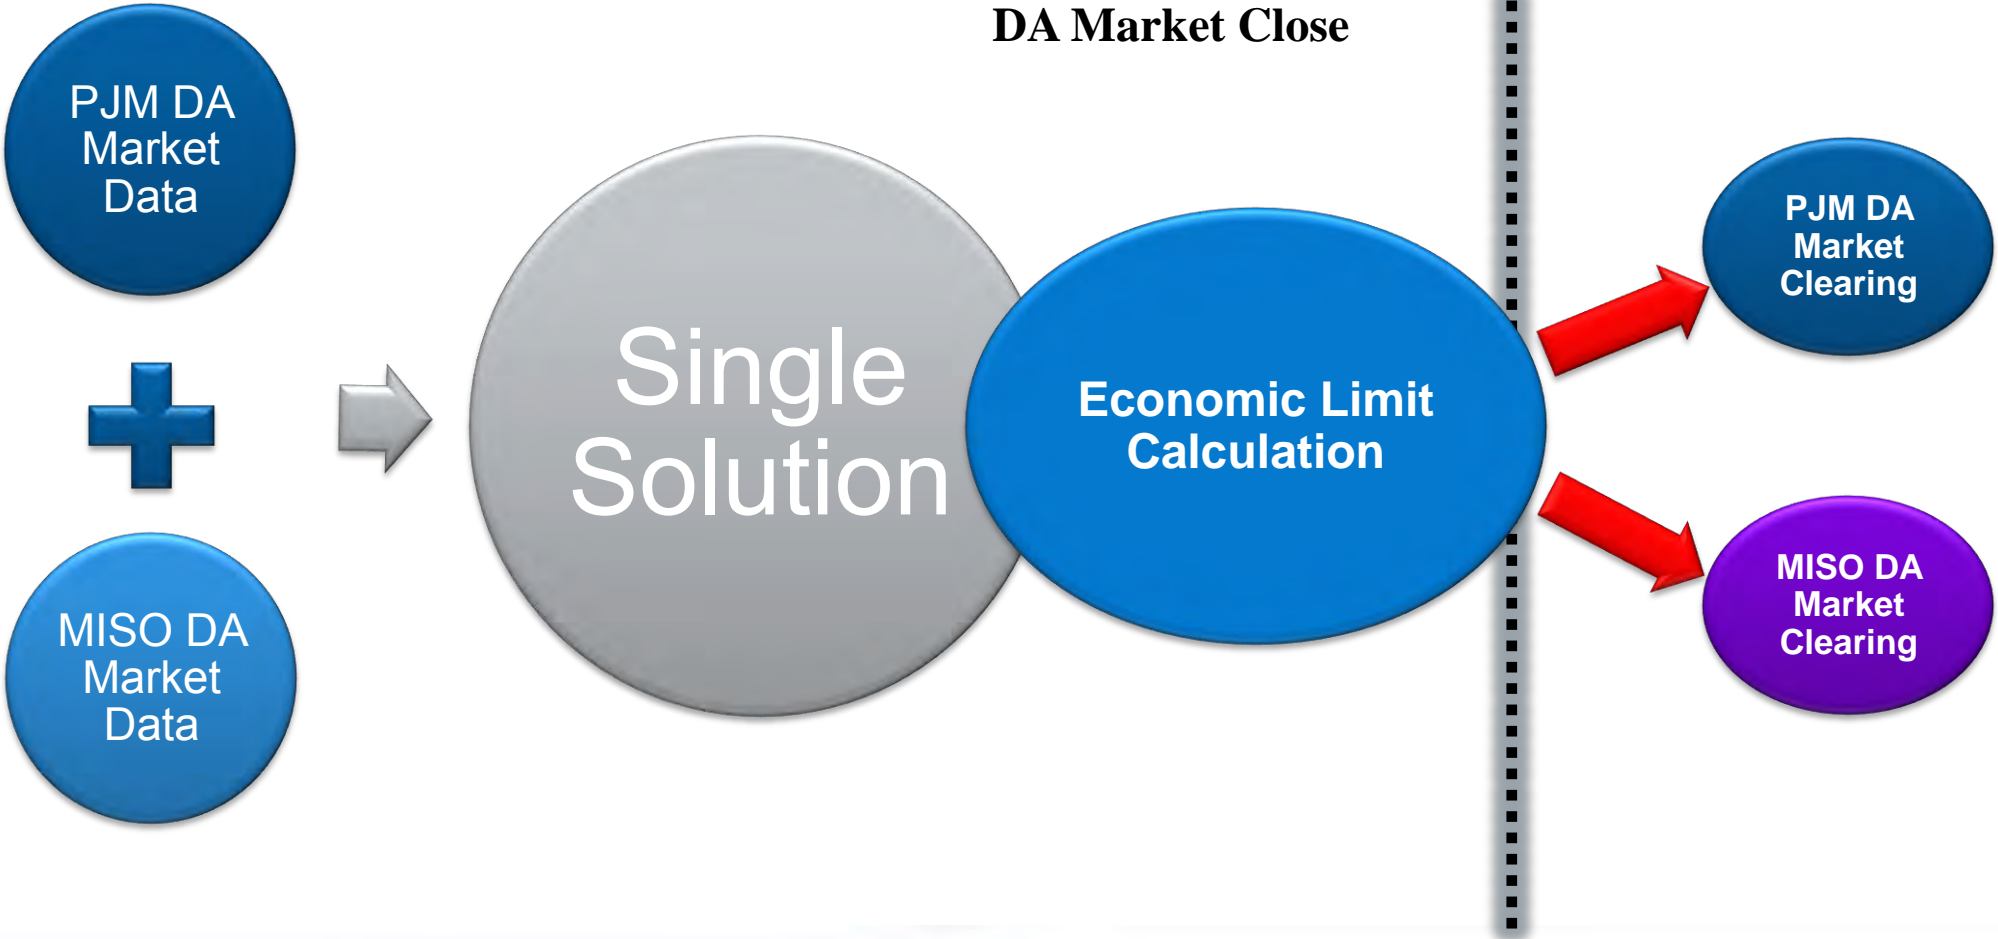 DA Market Close
PJM DA
Market
Data
MISO DA
Market
Data
Single
Solution
Economic Limit
Calculation
PJM DA
Market
Clearing
MISO DA
Market
Clearing